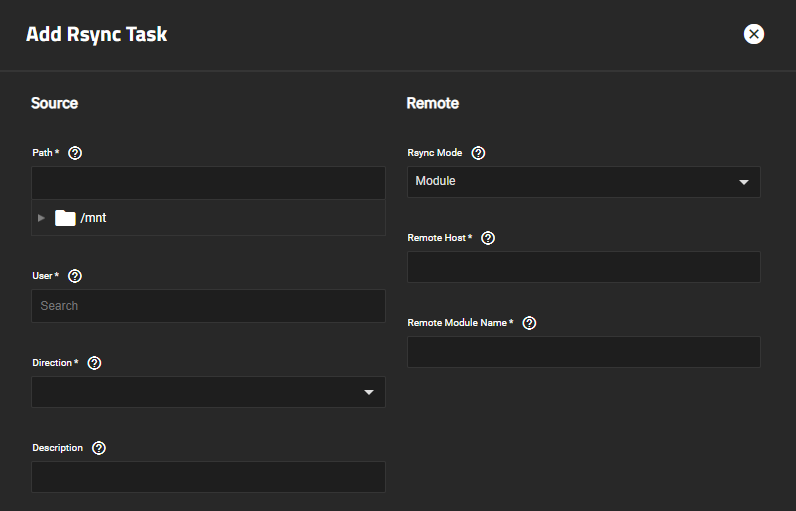 Add Rsync Task
Source
Path *
/mnt
User *
Search
Direction *
Description
Remote
Rsync Mode
Module
Remote Host *
Remote Module Name *